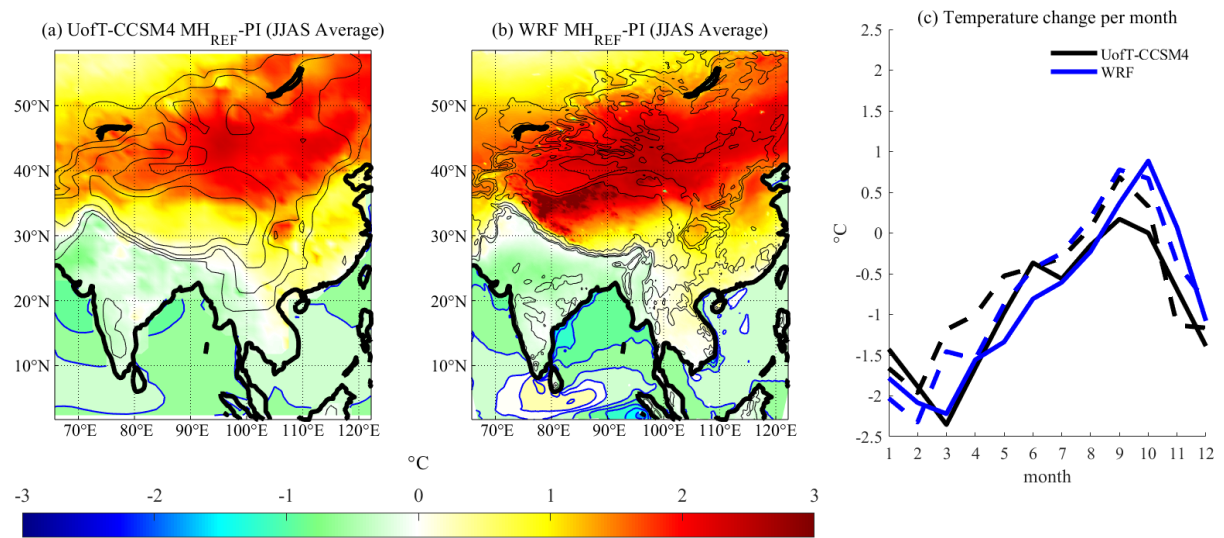 (a) UofT-CCSM4 MH_REF-PI (JJAS Average)
50°N
40°N
30°N
20°N
10°N
70°E 80°E 90°E 100°E 110°E 120°E
(b) WRF MH_REF-PI (JJAS Average)
50°N
40°N
30°N
20°N
10°N
70°E 80°E 90°E 100°E 110°E 120°E
(c) Temperature change per month
UofT-CCSM4
WRF
°C
2.5
2
1.5
1
0.5
0
-0.5
-1
-1.5
-2
-2.5
1 2 3 4 5 6 7 8 9 10 11 12
month
°C
-3 -2 -1 0 1 2 3